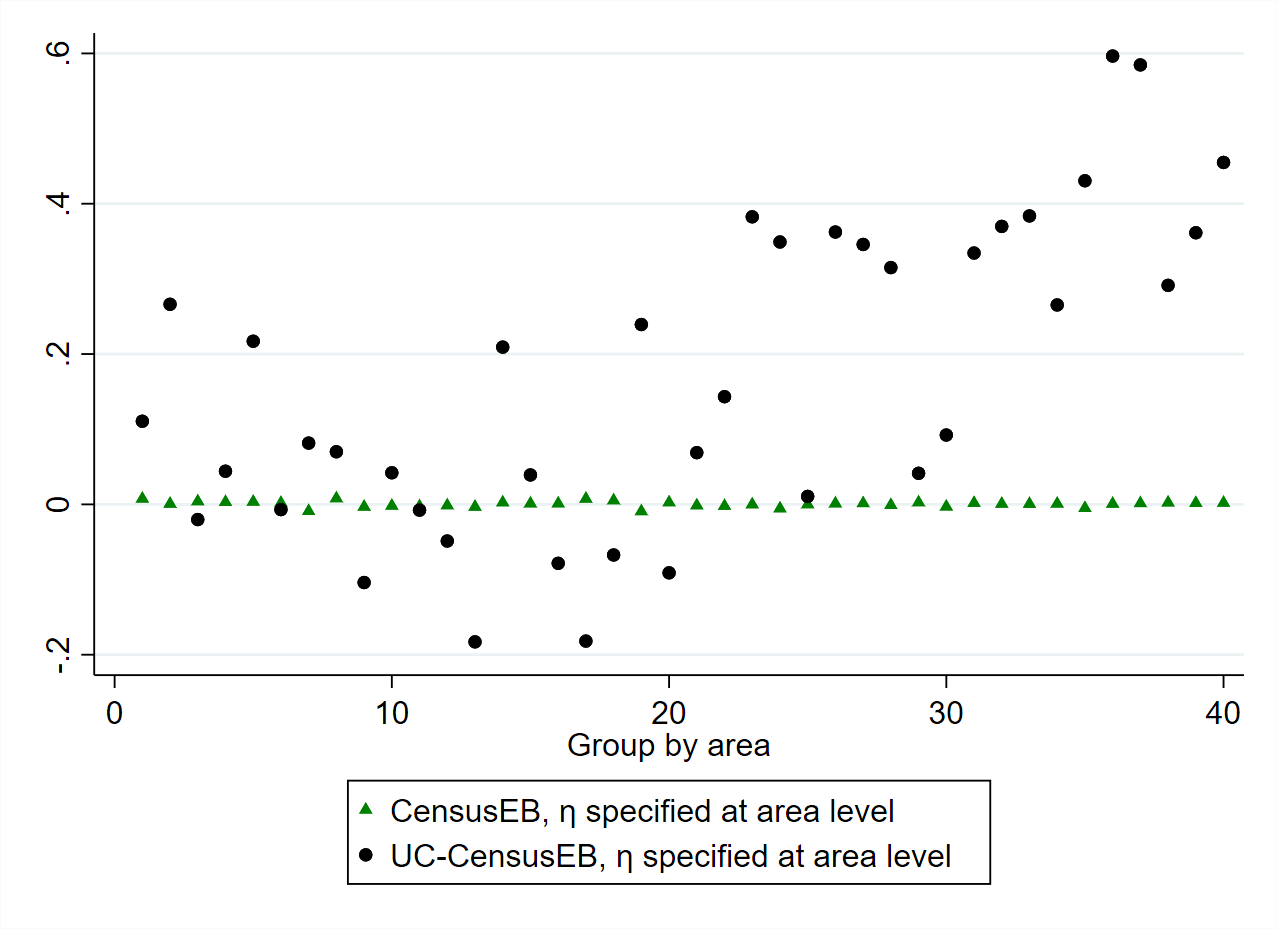 .6
.4
.2
0
-.2
0 10 20 30 40
Group by area
CensusEB, η specified at area level
UC-CensusEB, η specified at area level